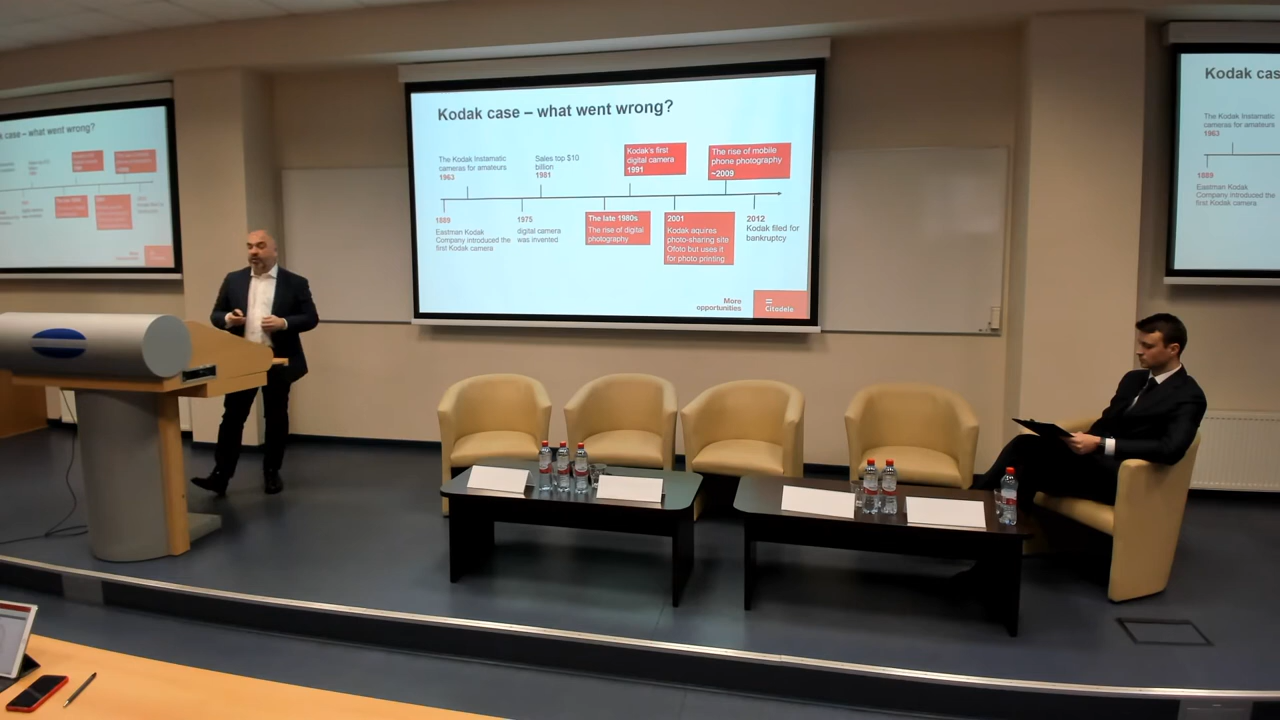 Kodak case – what went wrong?
The Kodak Instamatic
cameras for amateurs
1963
Sales top $10
billion
1981
Kodak's first
digital camera
1991
The rise of mobile
phone photography
~2009
1889
Eastman Kodak
Company introduced the
first Kodak camera
1975
digital camera
was invented
The late 1980s
The rise of digital
photography
2001
Kodak aquires
photo-sharing site
Ofoto but uses it
for photo printing
2012
Kodak filed for
bankruptcy
More
opportunities
Citadele
case – what went wrong?
Kodak cas
The Kodak Instamatic
cameras for amateurs
1963
1889
Eastman Kodak
Company introduced the
first Kodak camera